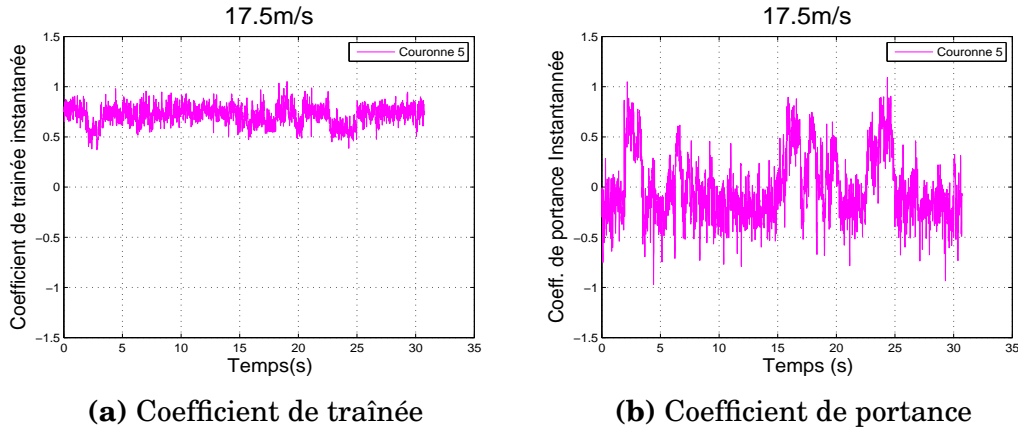 17.5m/s
Coefficient de trainée instantanée
1.5
1
0.5
0
−0.5
−1
−1.5
0 5 10 15 20 25 30 35
Temps(s)
Couronne 5
(a) Coefficient de traînée
17.5m/s
Coeff. de portance Instantannée
1.5
1
0.5
0
−0.5
−1
−1.5
0 5 10 15 20 25 30 35
Temps (s)
Couronne 5
(b) Coefficient de portance